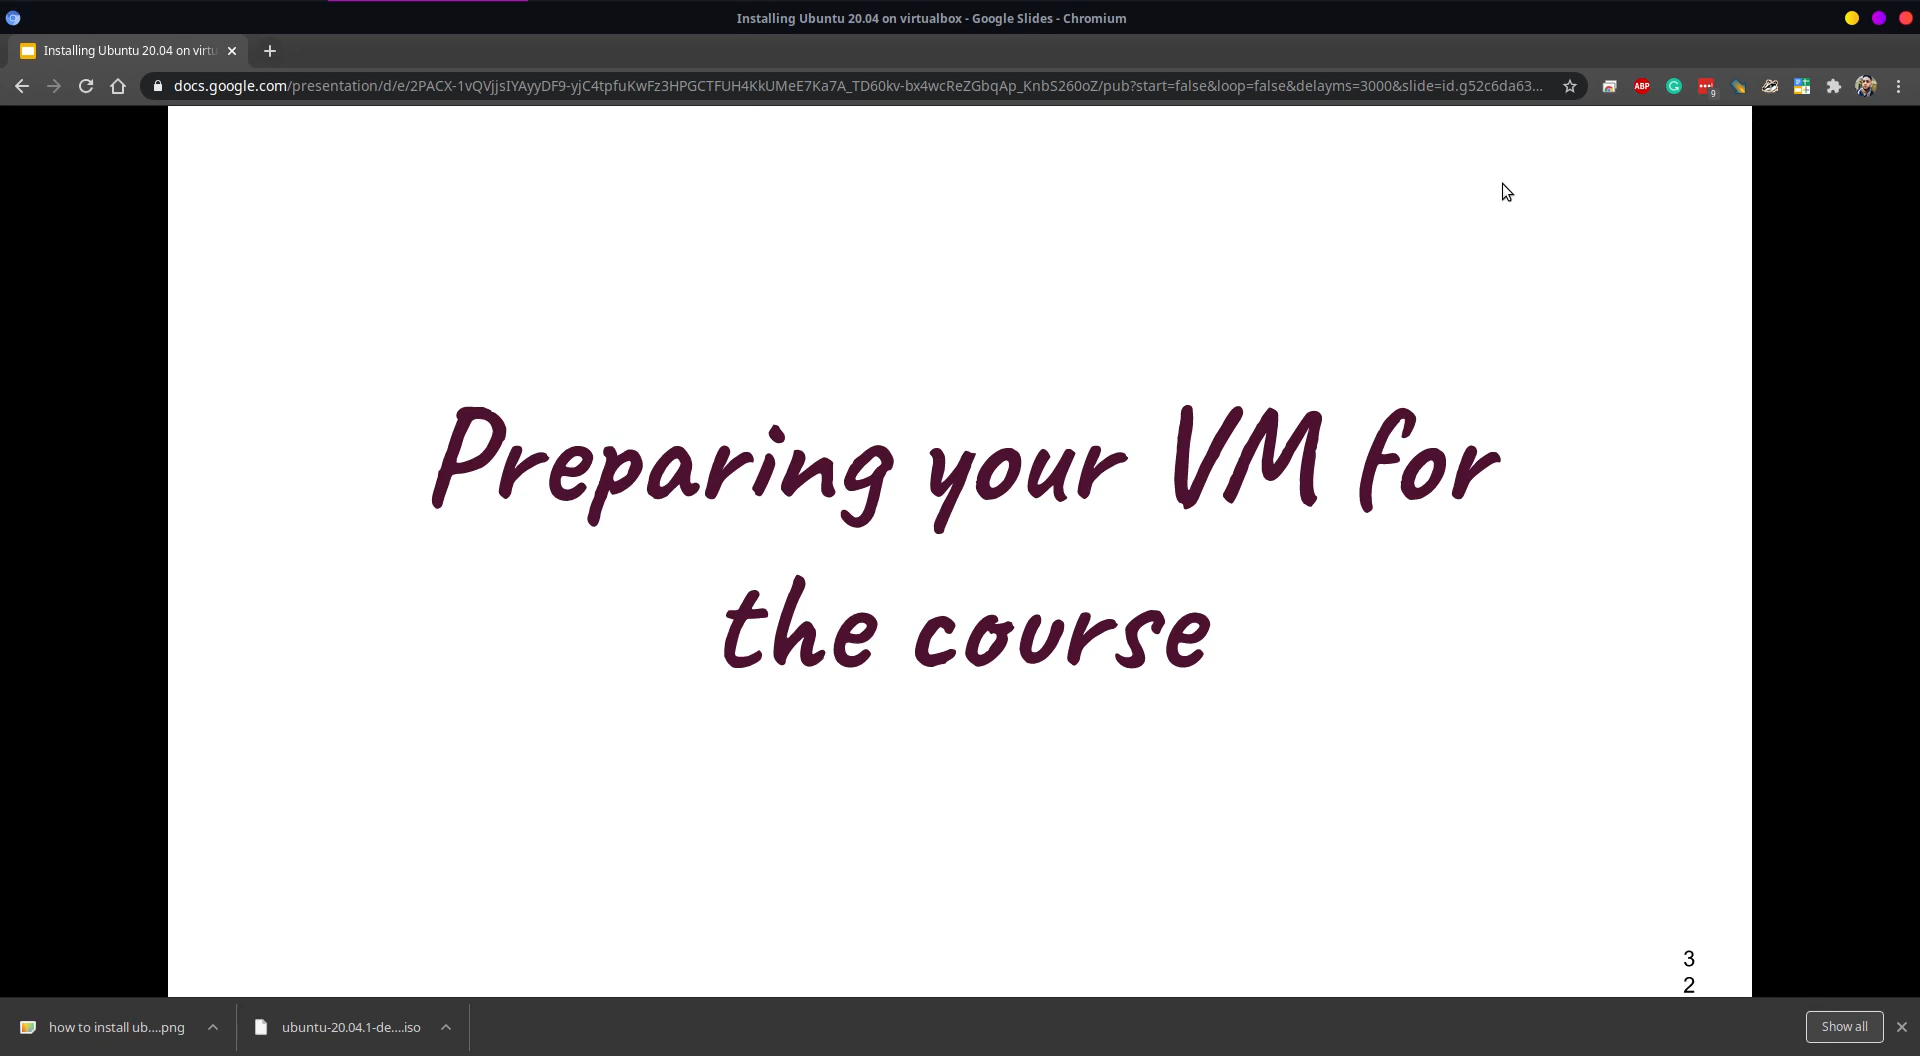 Installing Ubuntu 20.04 on virtualbox - Google Slides - Chromium
Installing Ubuntu 20.04 on virtu
docs.google.com/presentation/d/e/2PACX-1vQVjjsIYAyyDF9-yjC4tpfuKwFz3HPGCTFUH4KkUMeE7Ka7A_TD60kv-bx4wcReZGbqAp_KnbS260oZ/pub?start=false&loop=false&delayms=3000&slide=id.g52c6da63...
ABP
9
Preparing your VM for
the course
3
2
how to install ub....png
ubuntu-20.04.1-de....iso
Show all